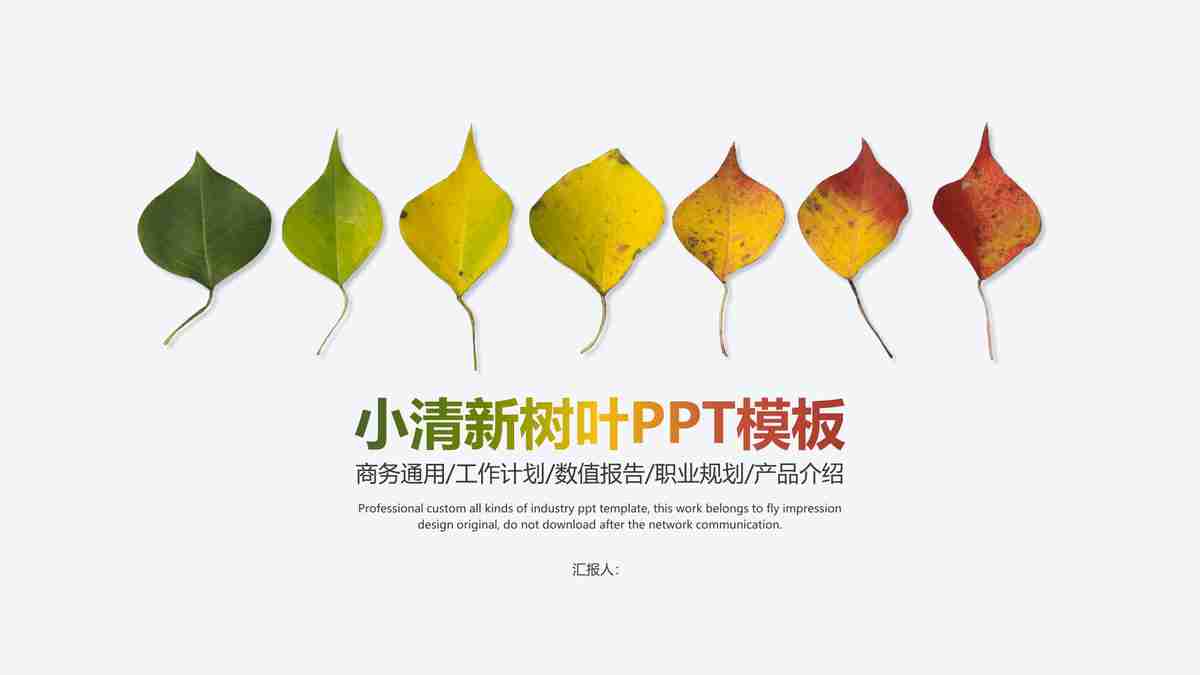 小清新树叶PPT模板
商务通用/工作计划/数值报告/职业规划/产品介绍
Professional custom all kinds of industry ppt template, this work belongs to fly impression
design original, do not download after the network communication.
汇报人：